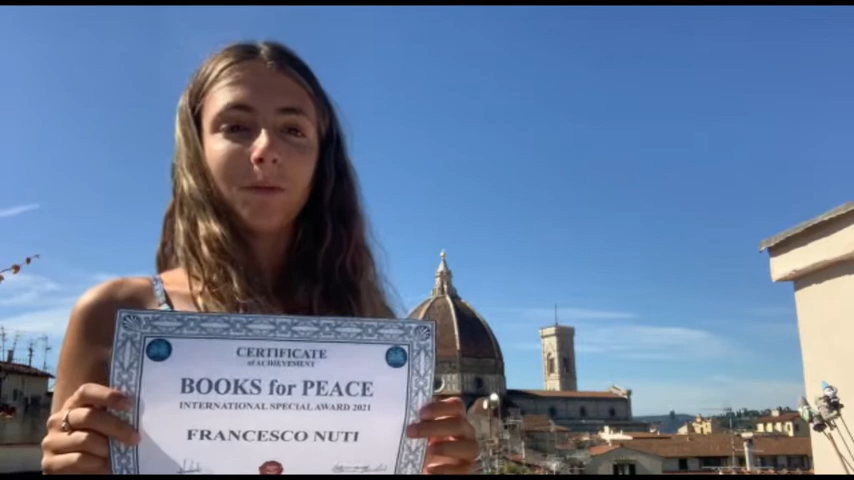 CERTIFICATE
of ACHIEVEMENT
BOOKS for PEACE
INTERNATIONAL SPECIAL AWARD 2021
FRANCESCO NUTI